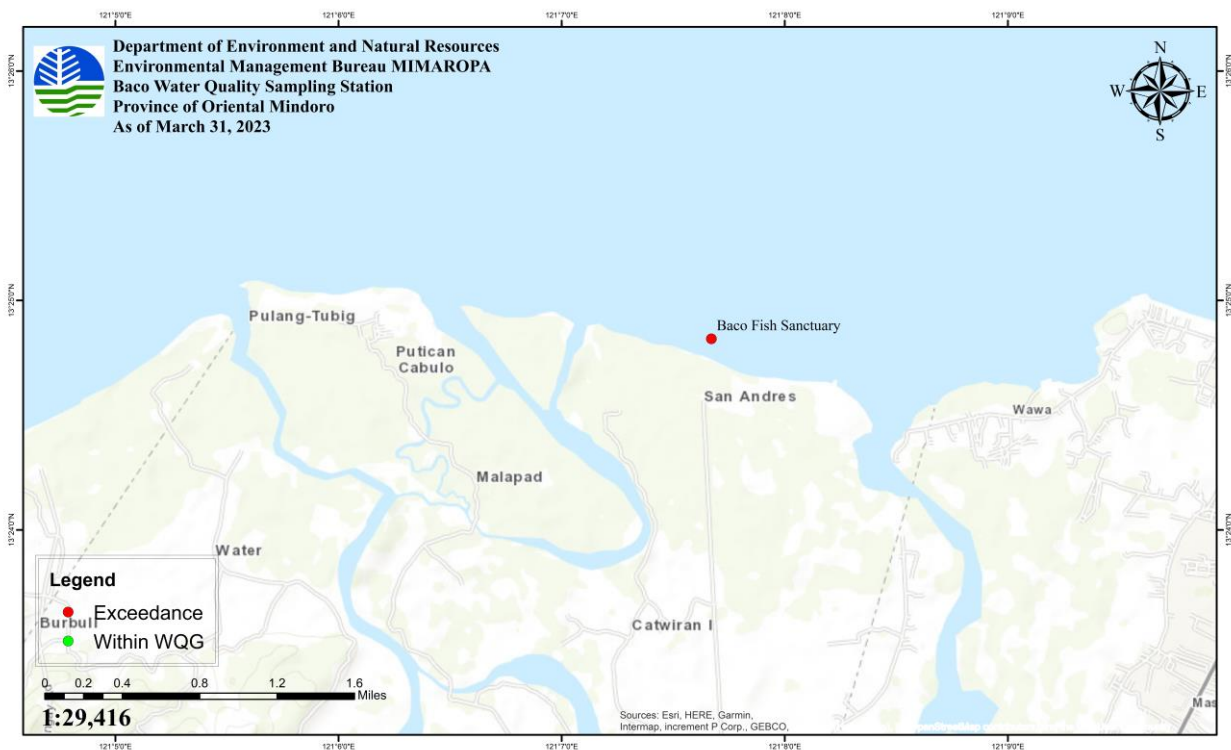 121°5'0"E 121°6'0"E 121°7'0"E 121°8'0"E 121°9'0"E
Department of Environment and Natural Resources
Environmental Management Bureau MIMAROPA
Baco Water Quality Sampling Station
Province of Oriental Mindoro
As of March 31, 2023
N
W E
S
13°26'0"N 13°26'0"N
13°25'0"N 13°25'0"N
Pulang-Tubig
Baco Fish Sanctuary
Putican
Cabulo
San Andres
Wawa
Malapad
13°24'0"N 13°24'0"N
Water
Legend
Exceedance
Burbuli
Within WQG
Catwiran I
0 0.2 0.4 0.8 1.2 1.6
Miles
1:29,416
Sources: Esri, HERE, Garmin,
Intermap, increment P Corp., GEBCO,
Mas
121°5'0"E 121°6'0"E 121°7'0"E 121°8'0"E 121°9'0"E